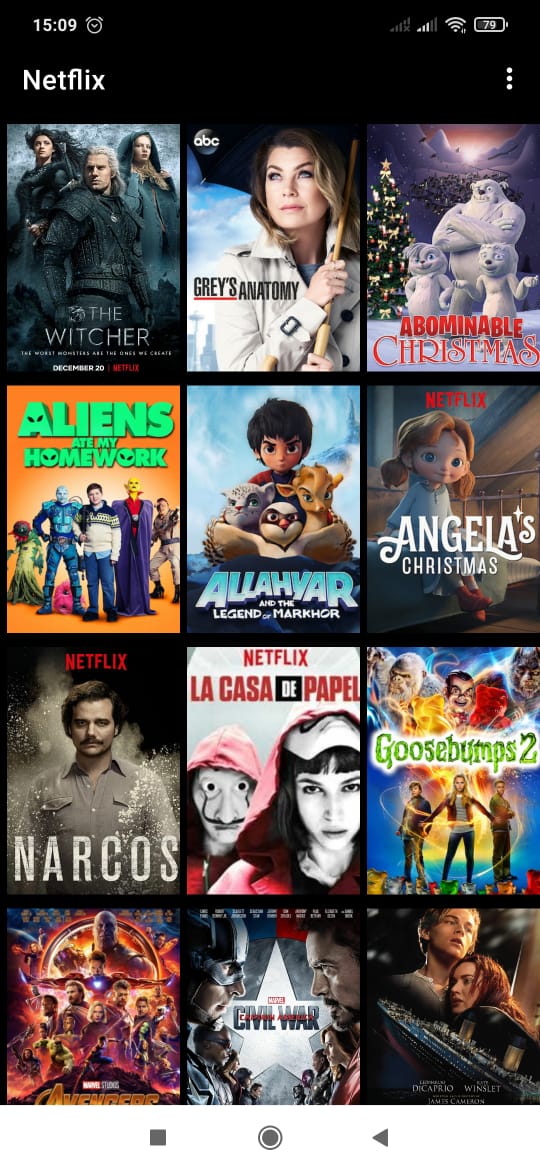 15:09
79
Netflix
THE
WITCHER
THE WORST MONSTERS ARE THE ONES WE CREATE
DECEMBER 20 | NETFLIX
abc
GREY'S ANATOMY
ABOMINABLE
CHRISTMAS
ALIENS
ATE MY
HOMEWORK
ALLAHYAR
AND THE
LEGEND OF MARKHOR
NETFLIX
ANGELA'S
CHRISTMAS
NETFLIX
NARCOS
NETFLIX
LA CASA DE PAPEL
Goosebumps 2
MARVEL STUDIOS
AVENGERS
MARVEL
CAPTAIN AMERICA
CIVIL WAR
LEONARDO DICAPRIO
KATE WINSLET
JAMES CAMERON